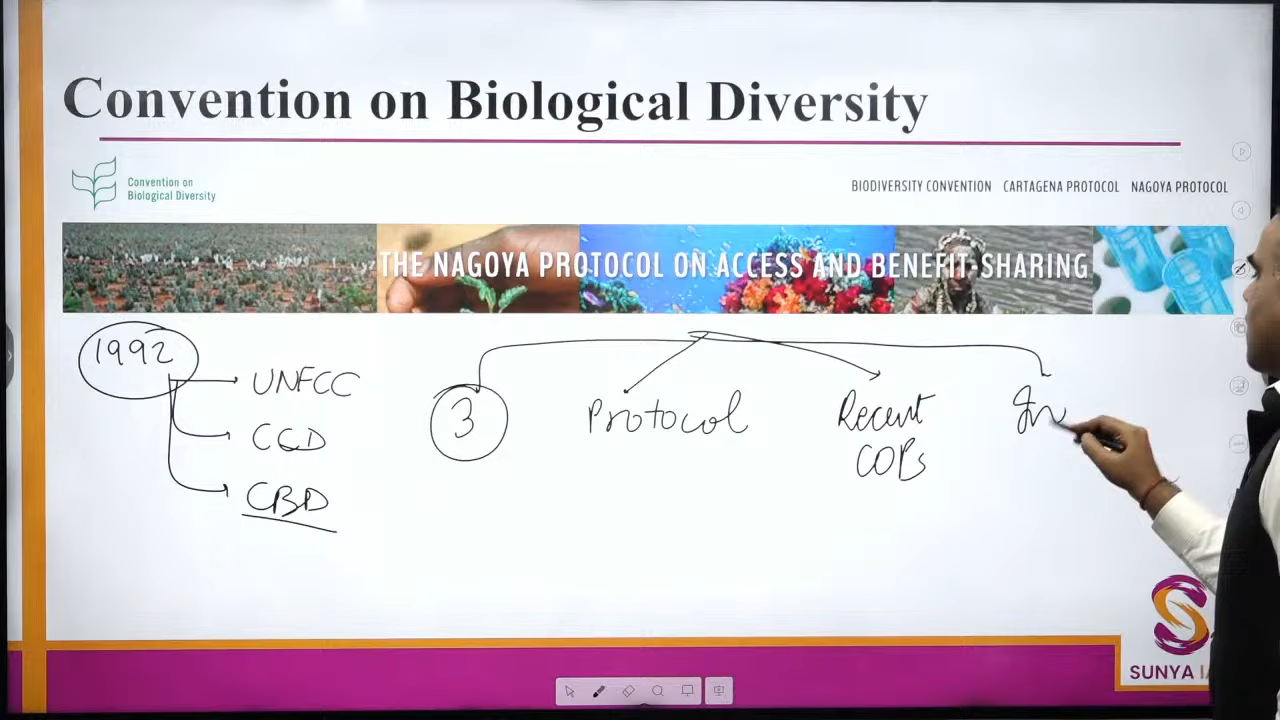 Convention on Biological Diversity
Convention on
Biological Diversity
BIODIVERSITY CONVENTION CARTAGENA PROTOCOL NAGOYA PROTOCOL
THE NAGOYA PROTOCOL ON ACCESS AND BENEFIT-SHARING
1992
UNFCC
CCD
CBD
3
Protocol
Recent
COPs
In
SUNYA